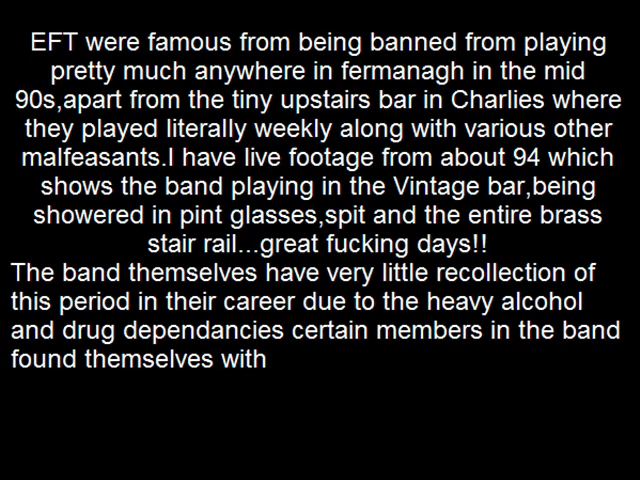 EFT were famous from being banned from playing
pretty much anywhere in fermanagh in the mid
90s,apart from the tiny upstairs bar in Charlies where
they played literally weekly along with various other
malfeasants.I have live footage from about 94 which
shows the band playing in the Vintage bar,being
showered in pint glasses,spit and the entire brass
stair rail...great fucking days!!
The band themselves have very little recollection of
this period in their career due to the heavy alcohol
and drug dependancies certain members in the band
found themselves with